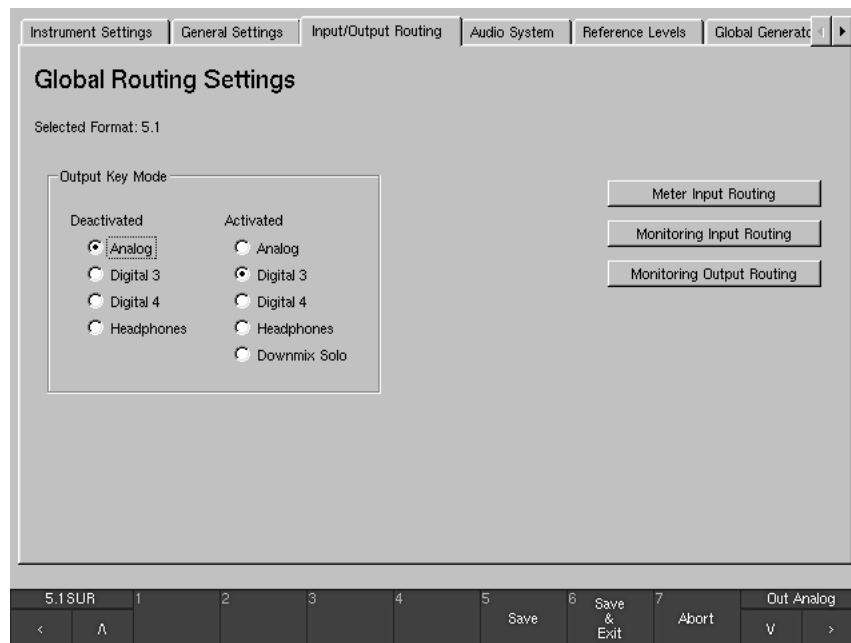 Instrument Settings General Settings Input/Output Routing Audio System Reference Levels Global Generatc
Global Routing Settings
Selected Format: 5.1
Output Key Mode
Deactivated Activated
Analog Analog
Digital 3 Digital 3
Digital 4 Digital 4
Headphones Headphones
Downmix Solo
Meter Input Routing
Monitoring Input Routing
Monitoring Output Routing
5.1SUR 1 2 3 4 5 Save 6 Save & Exit 7 Abort Out Analog
< Λ V >